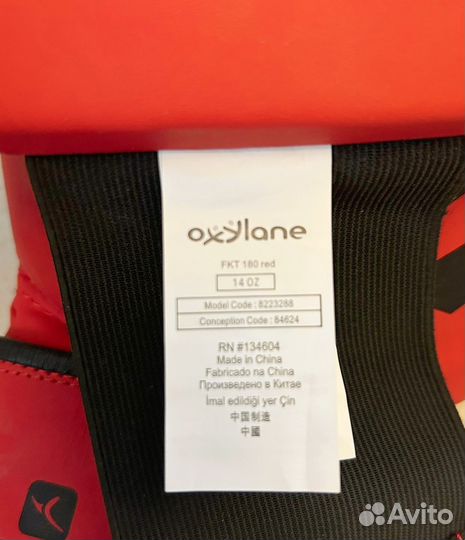 oxylane
FKT 180 red
14 OZ
Model Code : 8223288
Conception Code : 84624
RN #134604
Made in China
Fabricado na China
Произведено в Китае
İmal edildiği yer Çin
中国制造
中國
Avito